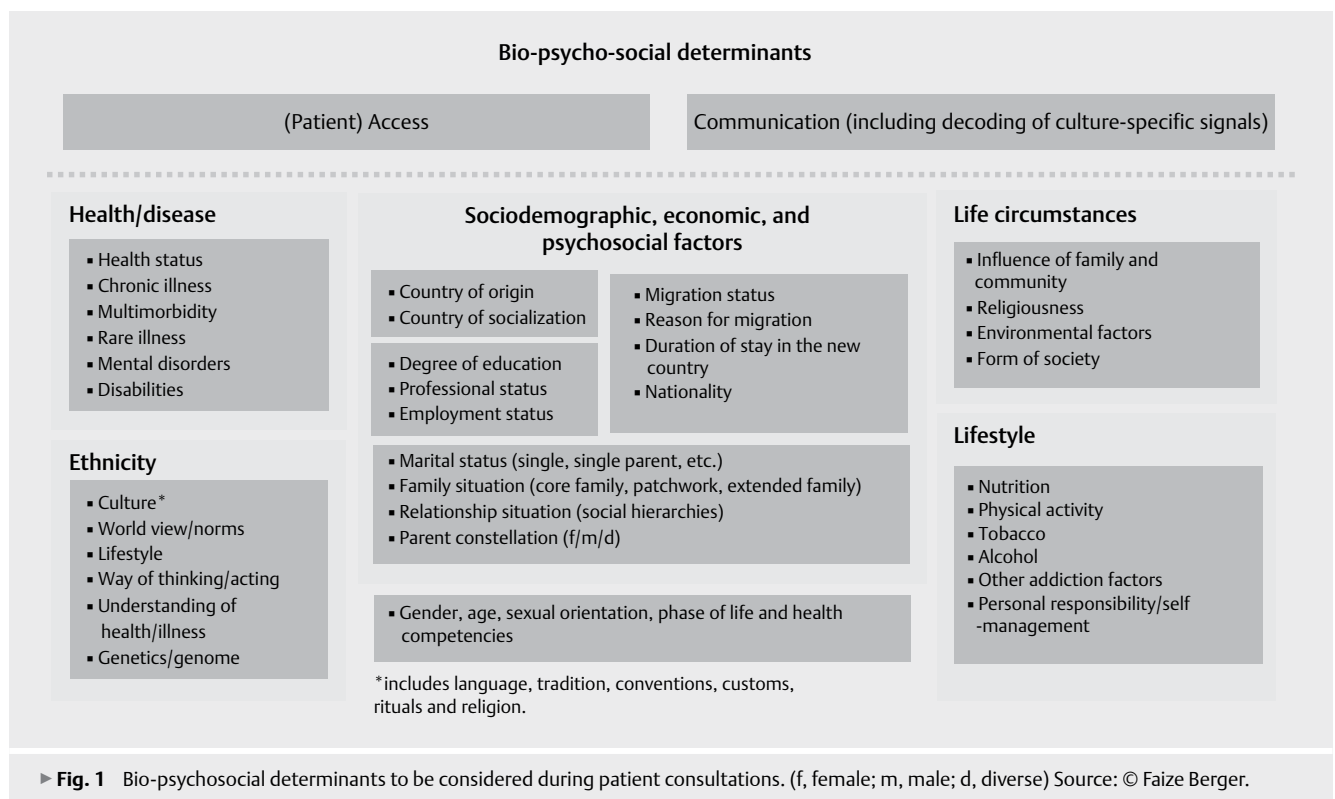 Bio-psycho-social determinants
(Patient) Access
Communication (including decoding of culture-specific signals)
Health/disease
▪ Health status
▪ Chronic illness
▪ Multimorbidity
▪ Rare illness
▪ Mental disorders
▪ Disabilities
Ethnicity
▪ Culture*
▪ World view/norms
▪ Lifestyle
▪ Way of thinking/acting
▪ Understanding of
health/illness
▪ Genetics/genome
Sociodemographic, economic, and
psychosocial factors
▪ Country of origin
▪ Country of socialization
▪ Degree of education
▪ Professional status
▪ Employment status
▪ Migration status
▪ Reason for migration
▪ Duration of stay in the new
country
▪ Nationality
▪ Marital status (single, single parent, etc.)
▪ Family situation (core family, patchwork, extended family)
▪ Relationship situation (social hierarchies)
▪ Parent constellation (f/m/d)
▪ Gender, age, sexual orientation, phase of life and health
competencies
*includes language, tradition, conventions, customs,
rituals and religion.
Life circumstances
▪ Influence of family and
community
▪ Religiousness
▪ Environmental factors
▪ Form of society
Lifestyle
▪ Nutrition
▪ Physical activity
▪ Tobacco
▪ Alcohol
▪ Other addiction factors
▪ Personal responsibility/self
-management
▶ Fig. 1 Bio-psychosocial determinants to be considered during patient consultations. (f, female; m, male; d, diverse) Source: © Faize Berger.